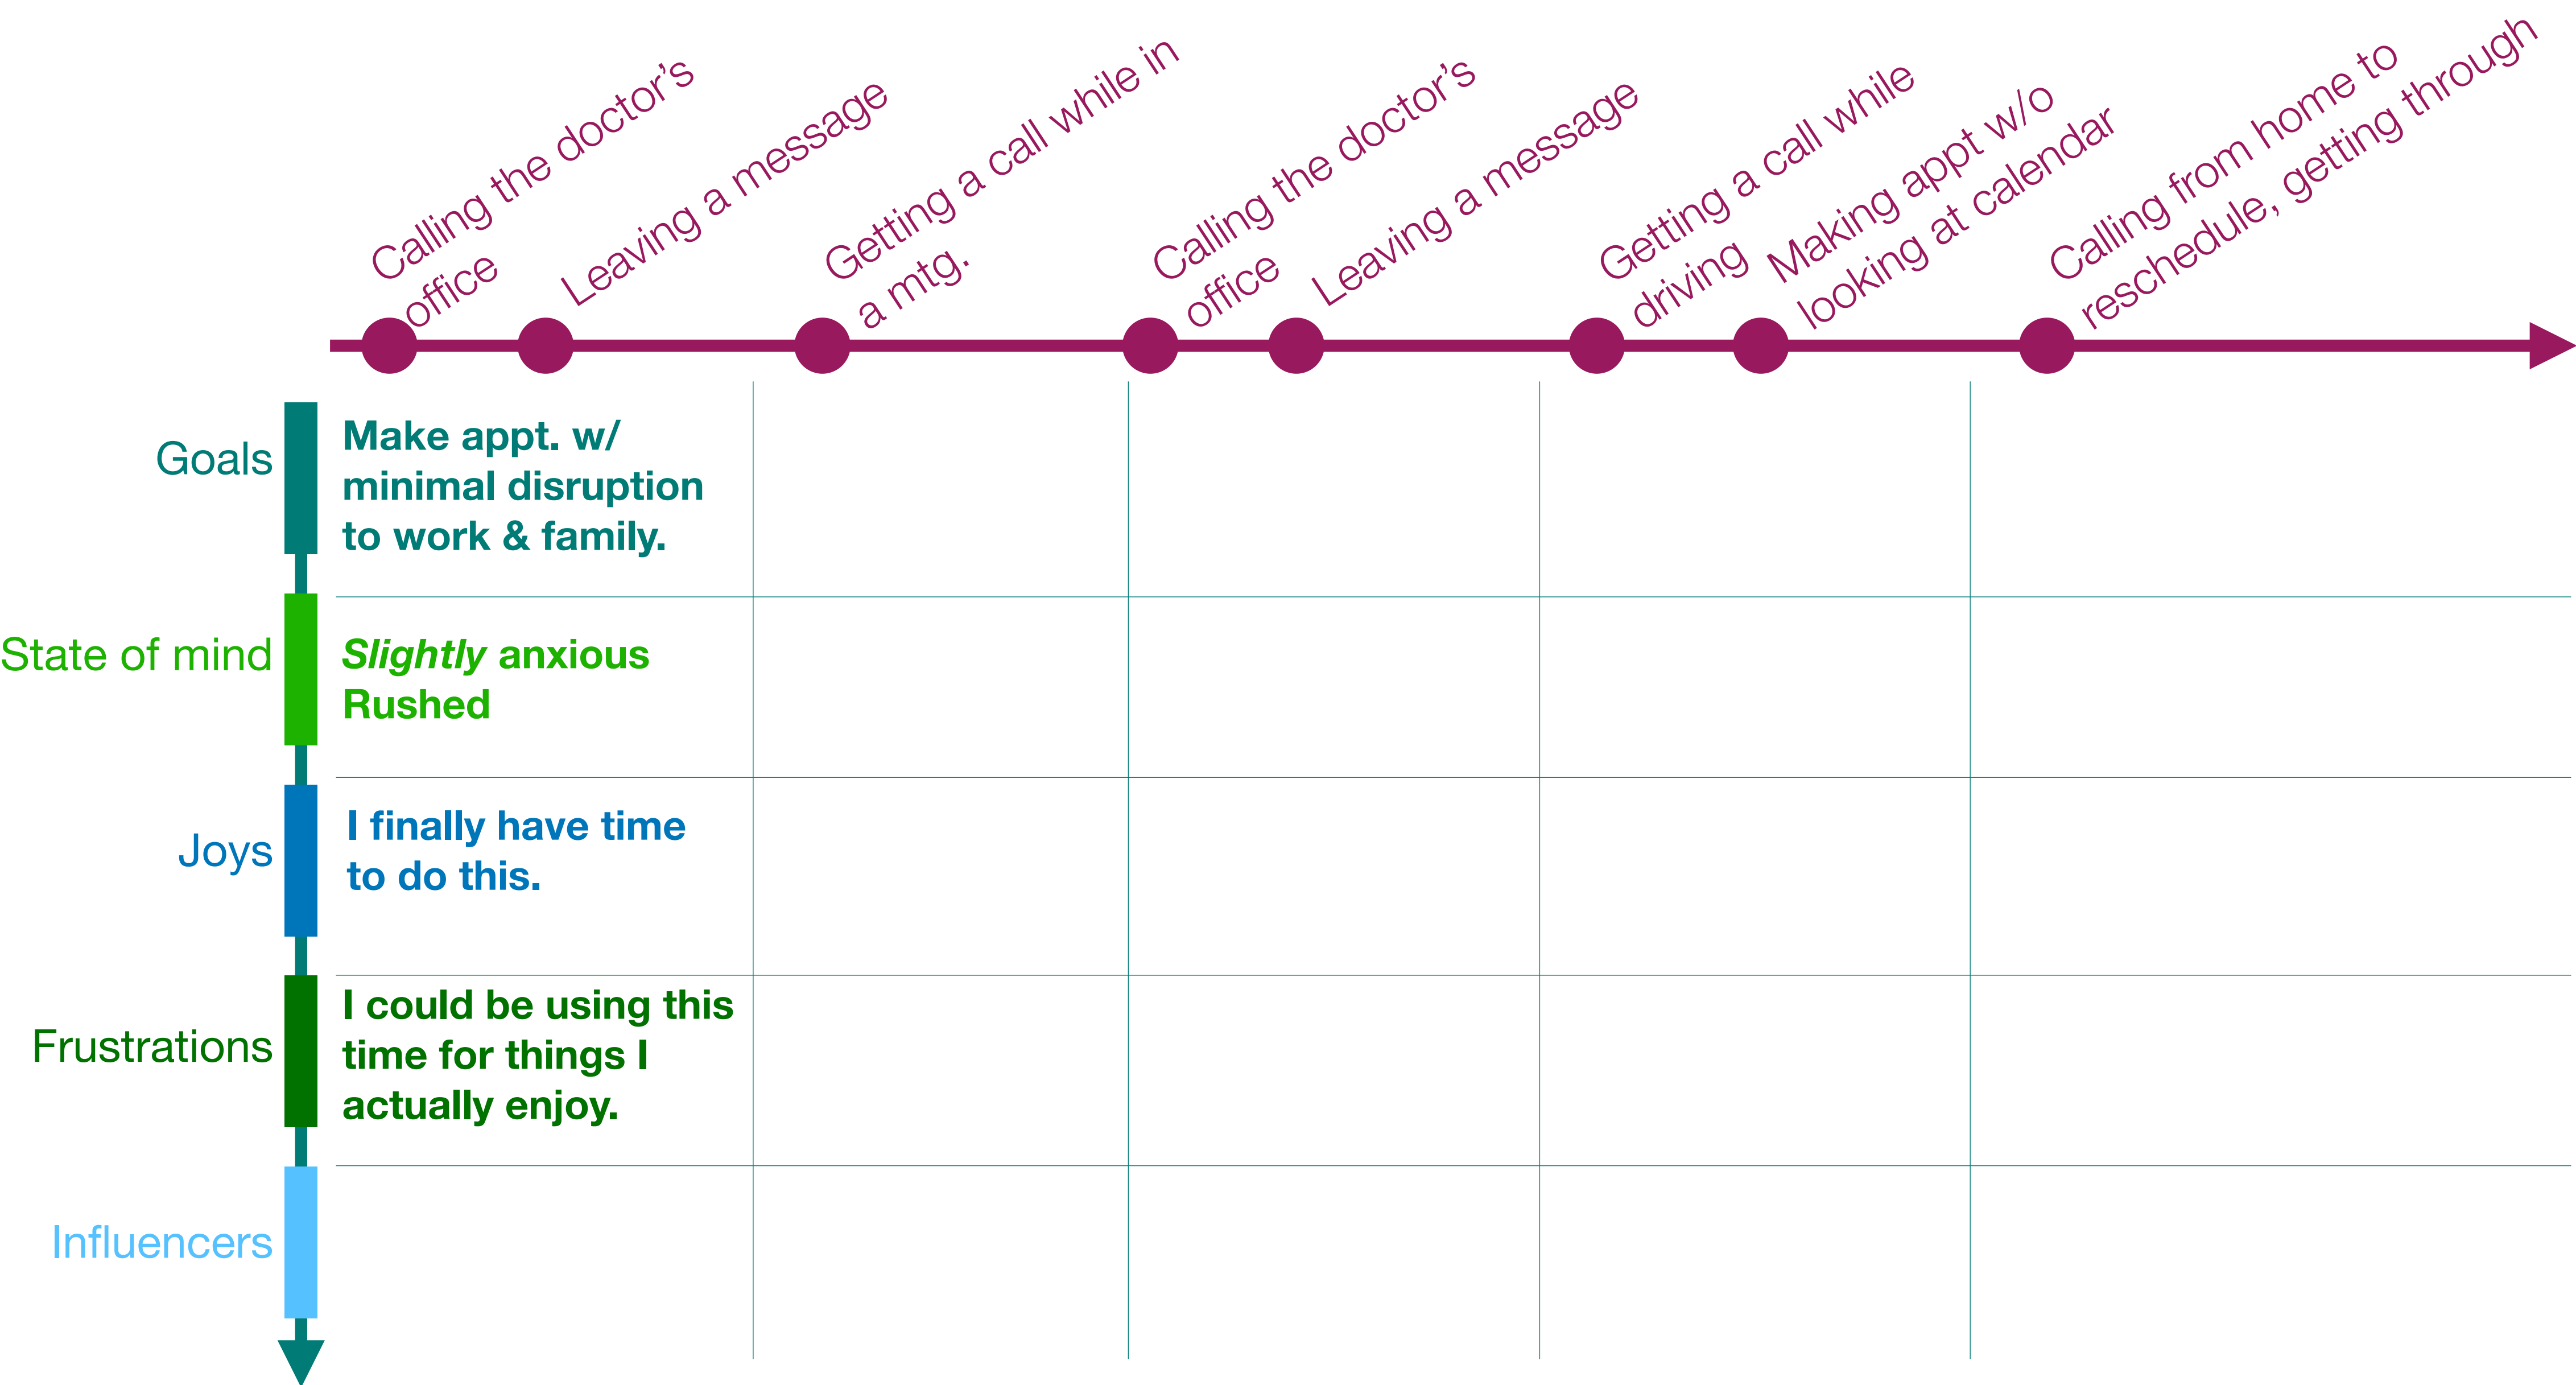 Calling the doctor’s
office
Leaving a message
Getting a call while in
a mtg.
Calling the doctor’s
office
Leaving a message
Getting a call while
driving
Making appt w/o
looking at calendar
Calling from home to
reschedule, getting through
Goals
Make appt. w/
minimal disruption
to work & family.
State of mind
Slightly anxious
Rushed
Joys
I finally have time
to do this.
Frustrations
I could be using this
time for things I
actually enjoy.
Influencers